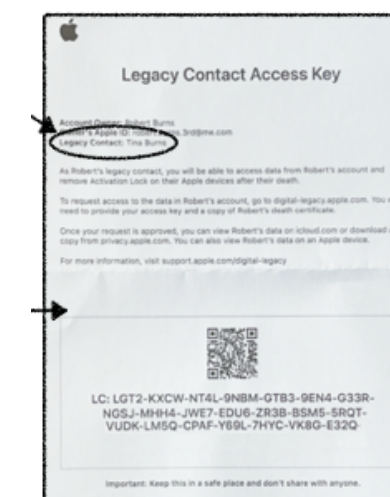 Legacy Contact Access Key
Account Owner: Robert Burns
Owner's Apple ID: robert.burns.3rd@me.com
Legacy Contact: Tina Burns
As Robert's legacy contact, you will be able to access data from Robert's account and
remove Activation Lock on their Apple devices after their death.
To request access to the data in Robert's account, go to digital-legacy.apple.com. You
need to provide your access key and a copy of Robert's death certificate.
Once your request is approved, you can view Robert's data on icloud.com or download
copy from privacy.apple.com. You can also view Robert's data on an Apple device.
For more information, visit support.apple.com/digital-legacy
LC: LGT2-KXCW-NT4L-9NBM-GTB3-9EN4-G33R-
NGSJ-MHH4-JWE7-EDU6-ZR3B-BSM5-5RQT-
VUDK-LM5Q-CPAF-Y69L-7HYC-VK8G-E32Q
Important: Keep this in a safe place and don't share with anyone.